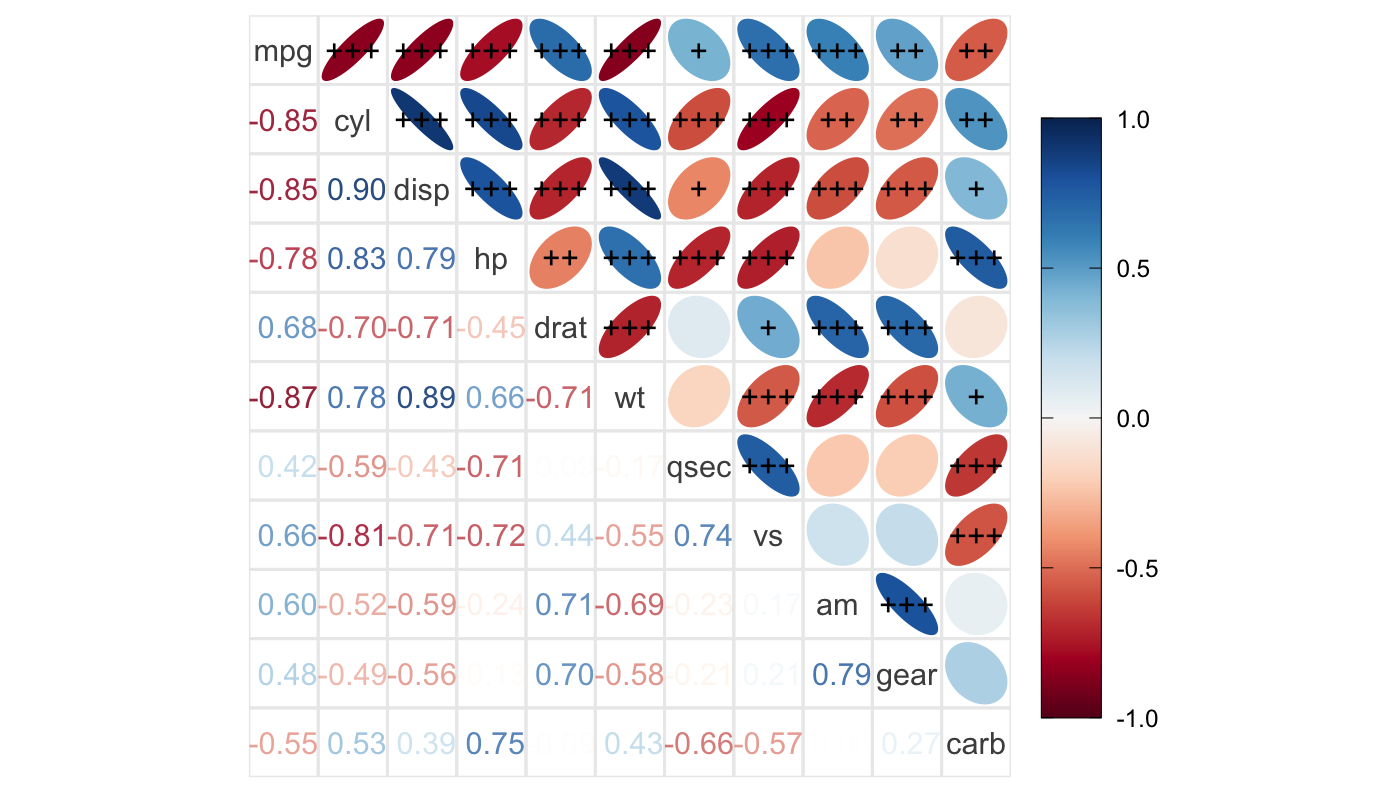 mpg +++ +++ +++ +++ +++ + +++ +++ ++ ++
-0.85 cyl +++ +++ +++ +++ +++ +++ ++ ++ ++
-0.85 0.90 disp +++ +++ +++ + +++ +++ +++ +
-0.78 0.83 0.79 hp ++ +++ +++ +++ +++
0.68 -0.70 -0.71 -0.45 drat +++ + +++ +++
-0.87 0.78 0.89 0.66 -0.71 wt +++ +++ +++ +
0.42 -0.59 -0.43 -0.71 -0.17 qsec +++ +++
0.66 -0.81 -0.71 -0.72 0.44 -0.55 0.74 vs +++
0.60 -0.52 -0.59 -0.24 0.71 -0.69 -0.23 0.17 am +++
0.48 -0.49 -0.56 0.70 -0.58 -0.21 0.21 0.79 gear
-0.55 0.53 0.39 0.75 0.43 -0.66 -0.57 0.27 carb
1.0
0.5
0.0
-0.5
-1.0